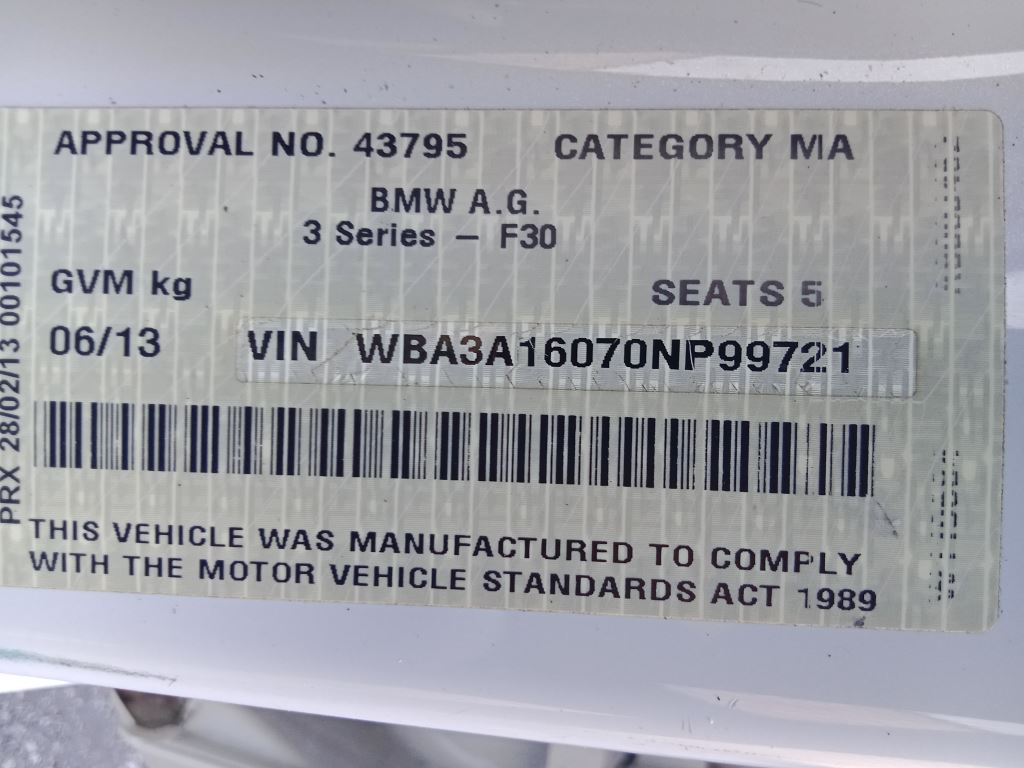 APPROVAL NO. 43795 CATEGORY MA
BMW A.G.
3 Series – F30
GVM kg SEATS 5
06/13 VIN WBA3A16070NP99721
THIS VEHICLE WAS MANUFACTURED TO COMPLY
WITH THE MOTOR VEHICLE STANDARDS ACT 1989
PRX 28/02/13 00101545